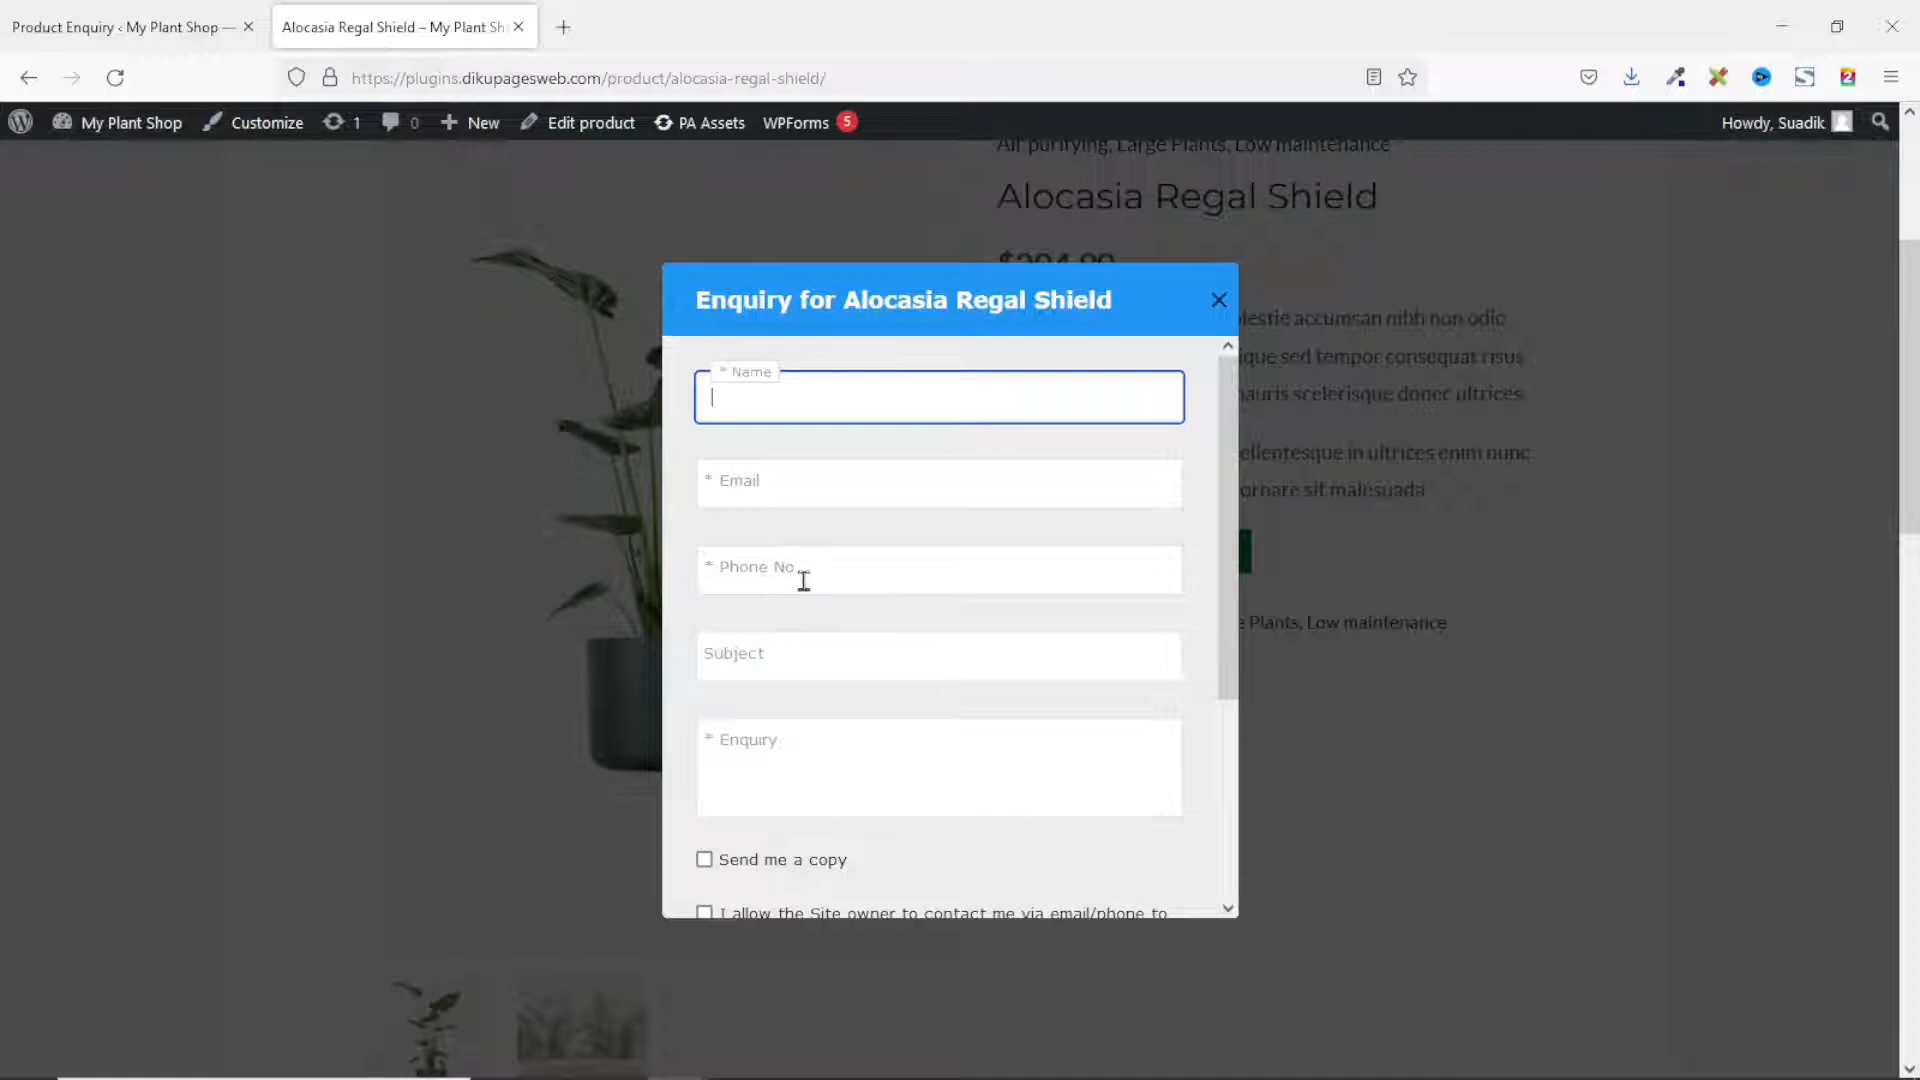 Product Enquiry ‹ My Plant Shop —
Alocasia Regal Shield – My Plant Sh
https://plugins.dikupagesweb.com/product/alocasia-regal-shield/
My Plant Shop Customize 1 0 New Edit product PA Assets WPForms 5 Howdy, Suadik
Air purifying, Large Plants, Low maintenance
Alocasia Regal Shield
Enquiry for Alocasia Regal Shield
lestie accumsan nibh non odio
ique sed tempor consequat risus
* Name
auris scelerisque donec ultrices
ellentesque in ultrices enim nunc
* Email
ornare sit malesuada
* Phone No
e Plants, Low maintenance
Subject
* Enquiry
Send me a copy
I allow the Site owner to contact me via email/phone to